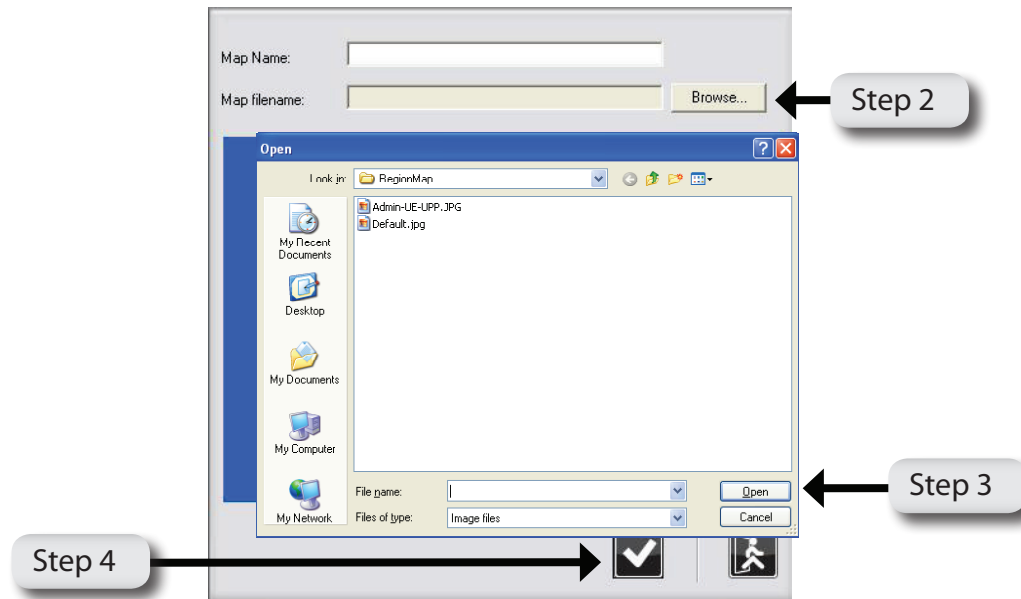 Map Name:
Map filename:
Browse...
Step 2
Open
Look in:
RegionMap
Admin-UE-UPP.JPG
Default.jpg
My Recent
Documents
Desktop
My Documents
My Computer
My Network
File name:
Open
Step 3
Files of type:
Image files
Cancel
Step 4